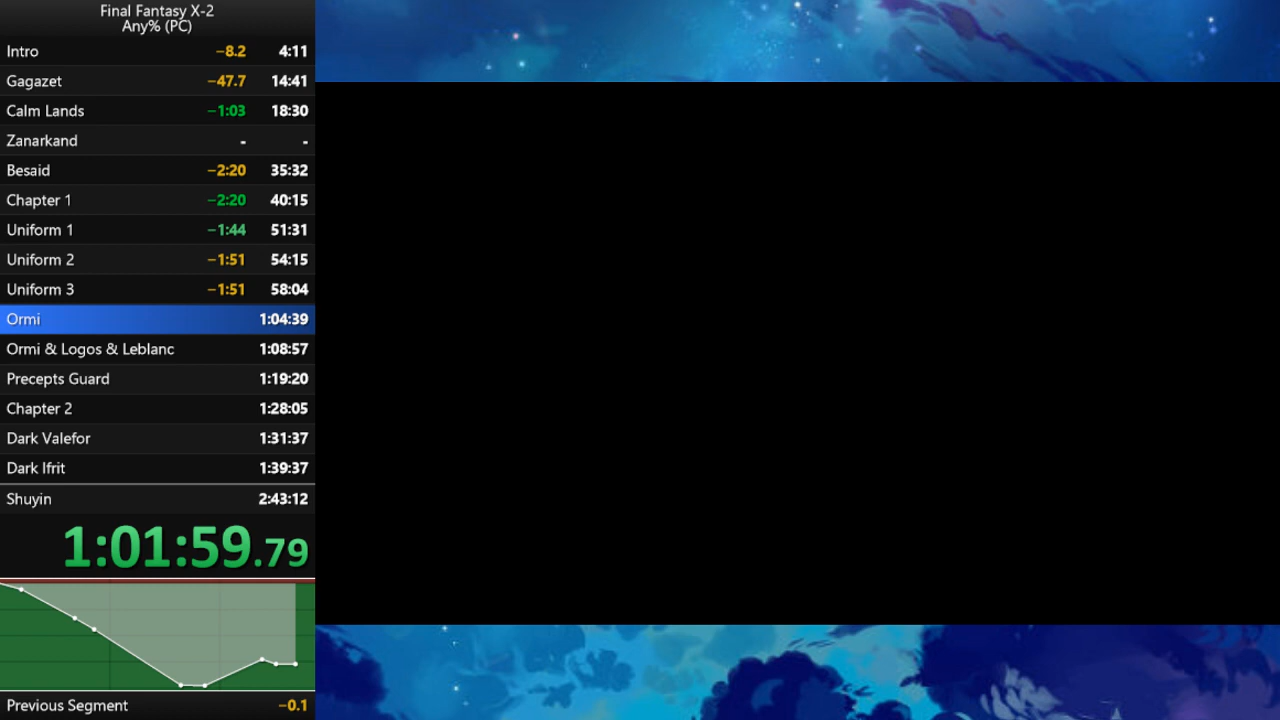 Final Fantasy X-2
Any% (PC)
Intro −8.2 4:11
Gagazet −47.7 14:41
Calm Lands −1:03 18:30
Zanarkand - -
Besaid −2:20 35:32
Chapter 1 −2:20 40:15
Uniform 1 −1:44 51:31
Uniform 2 −1:51 54:15
Uniform 3 −1:51 58:04
Ormi 1:04:39
Ormi & Logos & Leblanc 1:08:57
Precepts Guard 1:19:20
Chapter 2 1:28:05
Dark Valefor 1:31:37
Dark Ifrit 1:39:37
Shuyin 2:43:12
1:01:59.79
Previous Segment −0.1